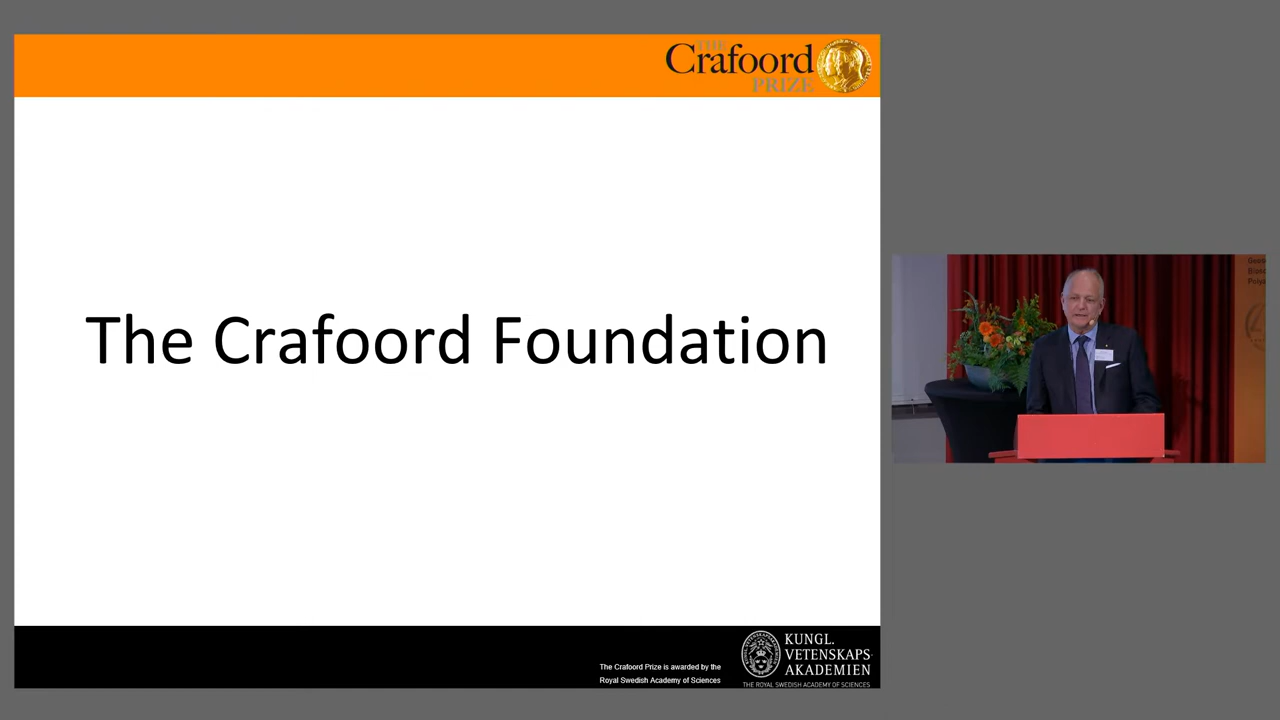 THE
Crafoord
PRIZE
The Crafoord Foundation
The Crafoord Prize is awarded by the
Royal Swedish Academy of Sciences
KUNGL.
VETENSKAPS-
AKADEMIEN
THE ROYAL SWEDISH ACADEMY OF SCIENCES